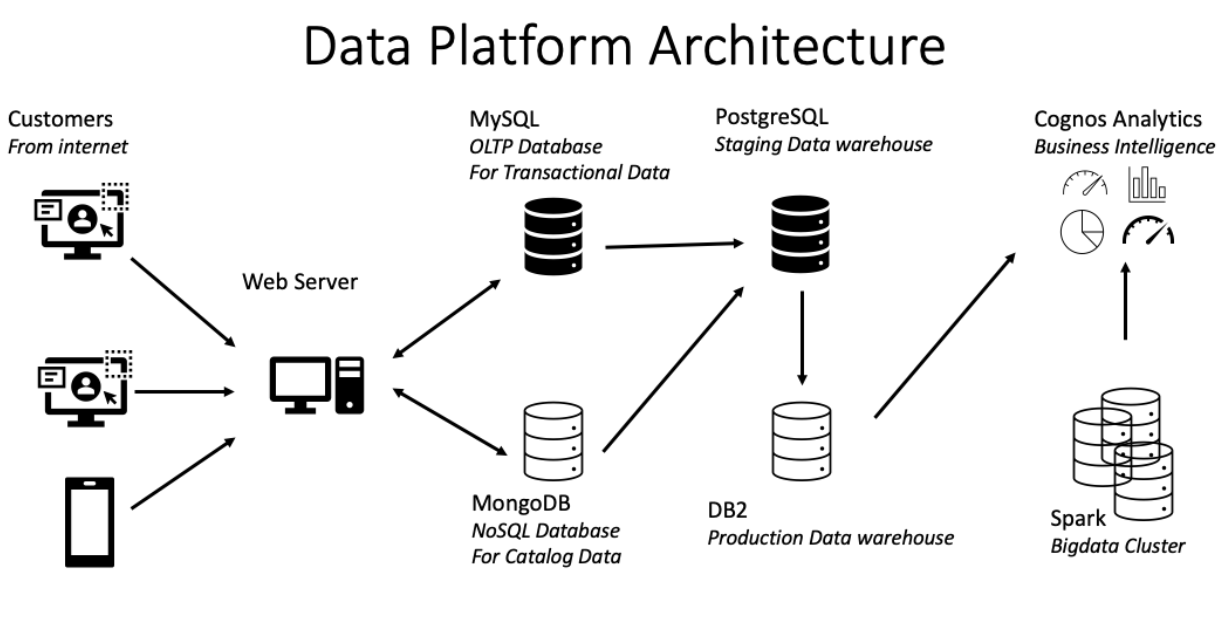 Data Platform Architecture
Customers
From internet
Web Server
MySQL
OLTP Database
For Transactional Data
MongoDB
NoSQL Database
For Catalog Data
PostgreSQL
Staging Data warehouse
DB2
Production Data warehouse
Cognos Analytics
Business Intelligence
Spark
Bigdata Cluster